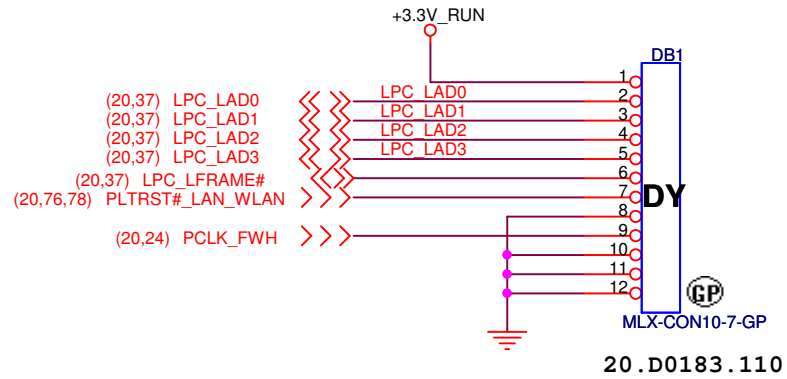 +3.3V_RUN
DB1
1
(20,37) LPC_LAD0 LPC_LAD0 2
(20,37) LPC_LAD1 LPC_LAD1 3
(20,37) LPC_LAD2 LPC_LAD2 4
(20,37) LPC_LAD3 LPC_LAD3 5
(20,37) LPC_LFRAME# 6
(20,76,78) PLTRST#_LAN_WLAN 7
DY
8
(20,24) PCLK_FWH 9
10
11
12
GP
MLX-CON10-7-GP
20.D0183.110